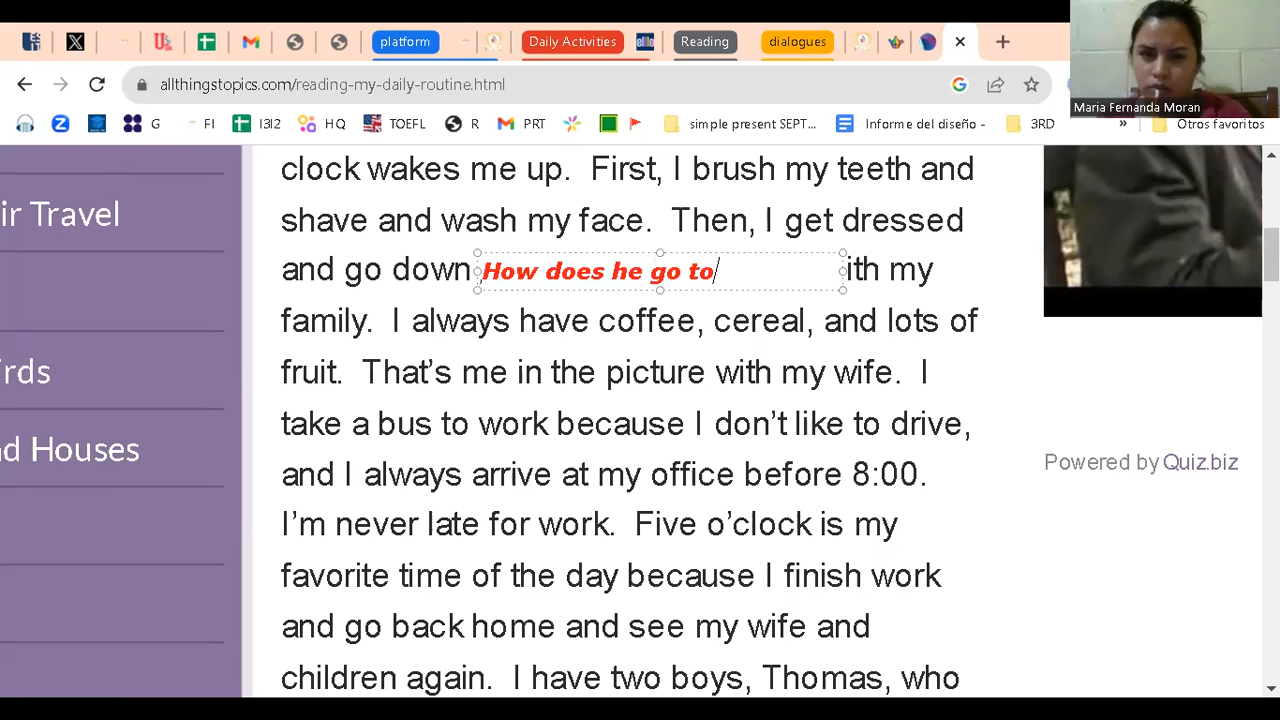 platform
Daily Activities
Reading
dialogues
allthingstopics.com/reading-my-daily-routine.html
Maria Fernanda Moran
G
FI
I3I2
HQ
TOEFL
R
PRT
simple present SEPT...
Informe del diseño -
3RD
»
Otros favoritos
clock wakes me up. First, I brush my teeth and
ir Travel
shave and wash my face. Then, I get dressed
and go down How does he go to ith my
family. I always have coffee, cereal, and lots of
rds
fruit. That's me in the picture with my wife. I
take a bus to work because I don't like to drive,
d Houses
Powered by Quiz.biz
and I always arrive at my office before 8:00.
I'm never late for work. Five o'clock is my
favorite time of the day because I finish work
and go back home and see my wife and
children again. I have two boys, Thomas, who